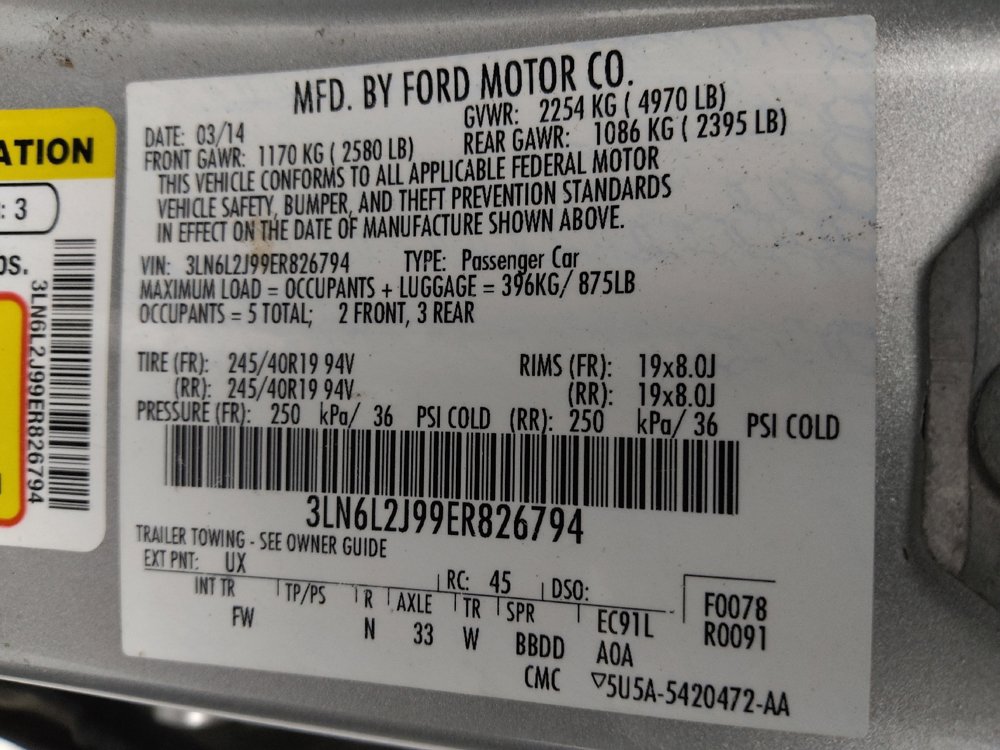 MFD. BY FORD MOTOR CO.
DATE: 03/14 GVWR: 2254 KG ( 4970 LB)
FRONT GAWR: 1170 KG ( 2580 LB) REAR GAWR: 1086 KG ( 2395 LB)
THIS VEHICLE CONFORMS TO ALL APPLICABLE FEDERAL MOTOR
VEHICLE SAFETY, BUMPER, AND THEFT PREVENTION STANDARDS
IN EFFECT ON THE DATE OF MANUFACTURE SHOWN ABOVE.
VIN: 3LN6L2J99ER826794 TYPE: Passenger Car
MAXIMUM LOAD = OCCUPANTS + LUGGAGE = 396KG/ 875LB
OCCUPANTS = 5 TOTAL; 2 FRONT, 3 REAR
TIRE (FR): 245/40R19 94V RIMS (FR): 19x8.0J
(RR): 245/40R19 94V (RR): 19x8.0J
PRESSURE (FR): 250 kPa/ 36 PSI COLD (RR): 250 kPa/ 36 PSI COLD
3LN6L2J99ER826794
TRAILER TOWING - SEE OWNER GUIDE
EXT PNT: UX RC: 45 DSO:
INT TR TP/PS R AXLE TR SPR EC91L F0078
FW N 33 W BBDD A0A R0091
CMC ▽5U5A-5420472-AA
ATION
: 3
3LN6L2J99ER826794